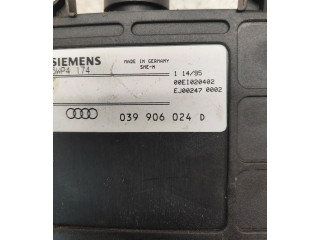 SIEMENS
5WP4 174
MADE IN GERMANY
SME-M
1 14/95
00E1020402
EJ00247 0002
039 906 024 D